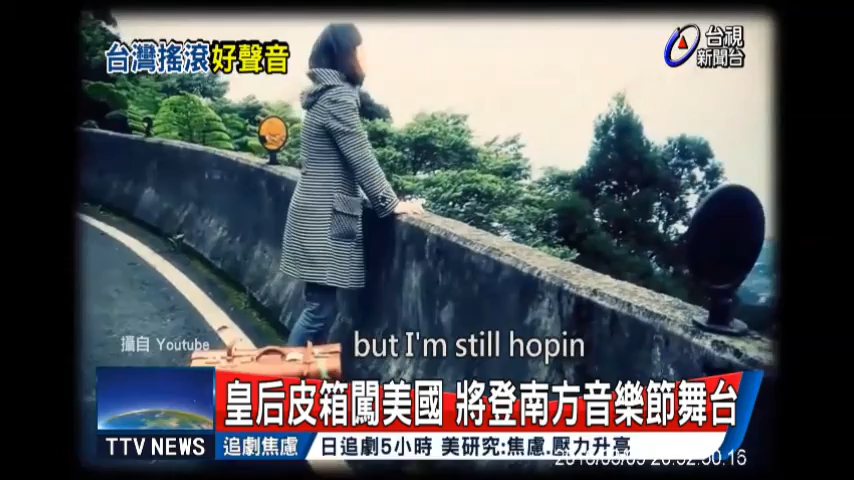 台灣搖滾好聲音
台視
新聞台
攝自 Youtube
but I'm still hopin
皇后皮箱闖美國 將登南方音樂節舞台
TTV NEWS
追劇焦慮
日追劇5小時 美研究:焦慮.壓力升高